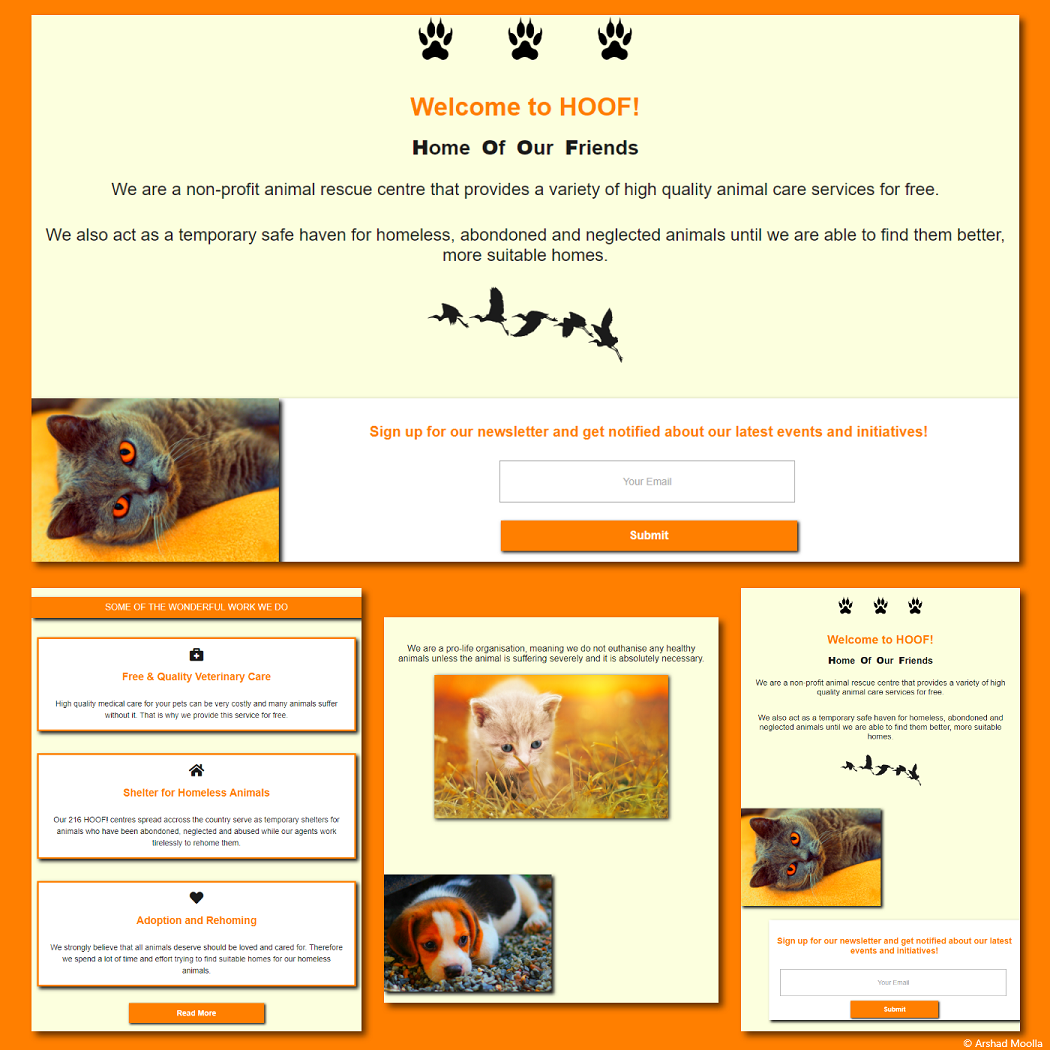 Welcome to HOOF!
Home Of Our Friends
We are a non-profit animal rescue centre that provides a variety of high quality animal care services for free.
We also act as a temporary safe haven for homeless, abondoned and neglected animals until we are able to find them better,
more suitable homes.
Sign up for our newsletter and get notified about our latest events and initiatives!
Your Email
Submit
SOME OF THE WONDERFUL WORK WE DO
Free & Quality Veterinary Care
High quality medical care for your pets can be very costly and many animals suffer
without it. That is why we provide this service for free.
Shelter for Homeless Animals
Our 216 HOOF! centres spread accross the country serve as temporary shelters for
animals who have been abondoned, neglected and abused while our agents work
tirelessly to rehome them.
Adoption and Rehoming
We strongly believe that all animals deserve should be loved and cared for. Therefore
we spend a lot of time and effort trying to find suitable homes for our homeless
animals.
Read More
We are a pro-life organisation, meaning we do not euthanise any healthy
animals unless the animal is suffering severely and it is absolutely necessary.
Welcome to HOOF!
Home Of Our Friends
We are a non-profit animal rescue centre that provides a variety of high
quality animal care services for free.
We also act as a temporary safe haven for homeless, abondoned and
neglected animals until we are able to find them better, more suitable
homes.
Sign up for our newsletter and get notified about our latest
events and initiatives!
Your Email
Submit
© Arshad Moolla